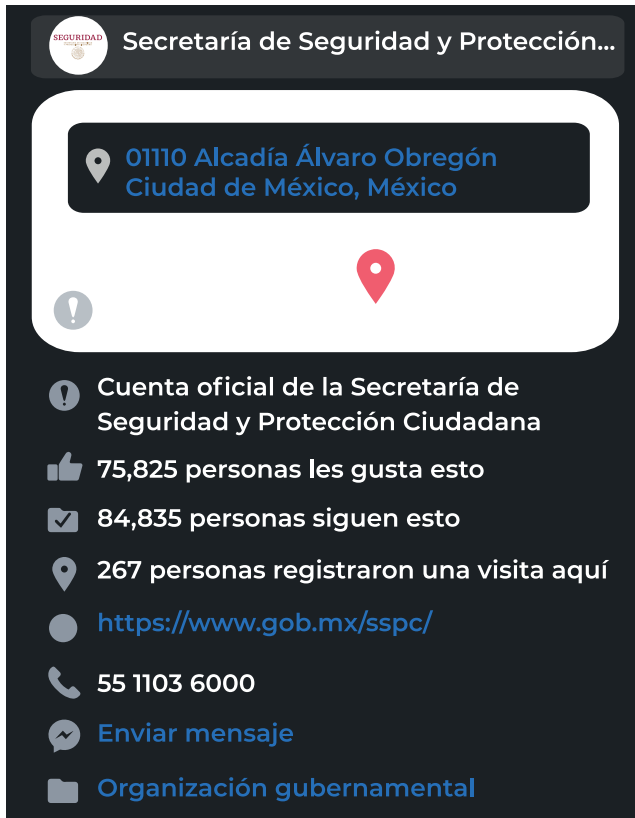 SEGURIDAD
Secretaría de Seguridad y Protección...
01110 Alcadía Álvaro Obregón
Ciudad de México, México
Cuenta oficial de la Secretaría de
Seguridad y Protección Ciudadana
75,825 personas les gusta esto
84,835 personas siguen esto
267 personas registraron una visita aquí
https://www.gob.mx/sspc/
55 1103 6000
Enviar mensaje
Organización gubernamental